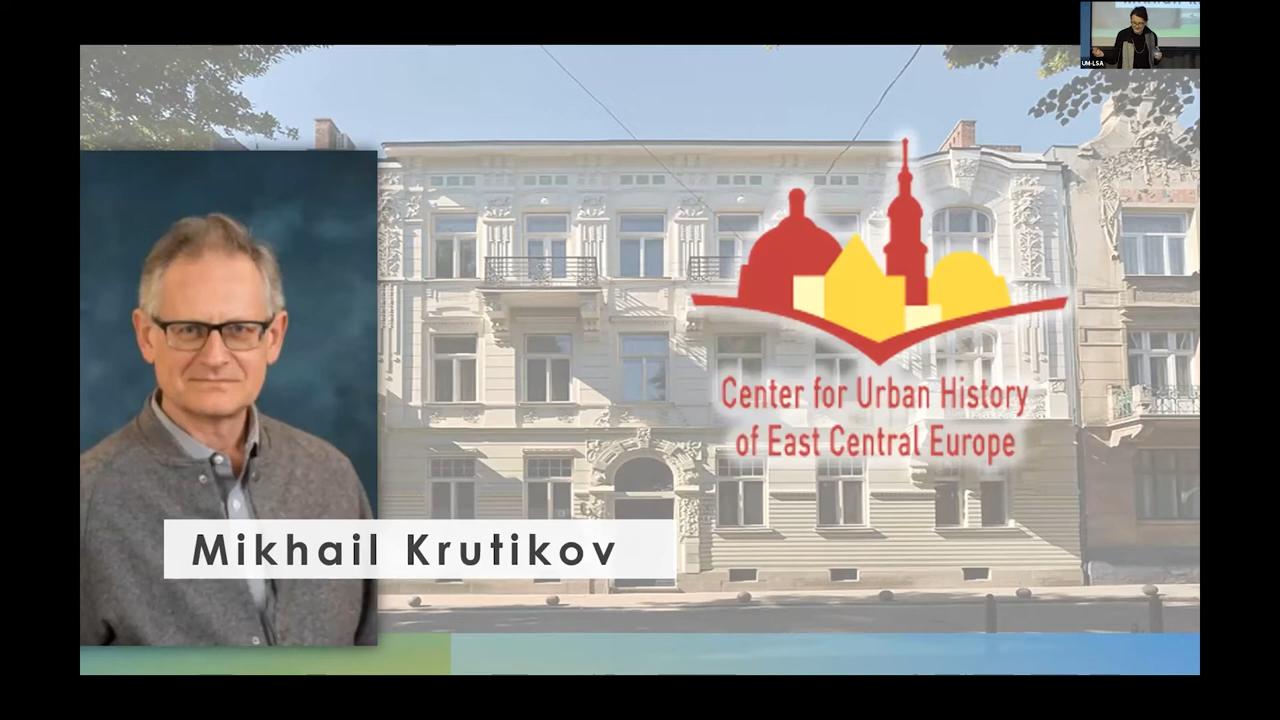 UM-LSA
Center for Urban History
of East Central Europe
Mikhail Krutikov